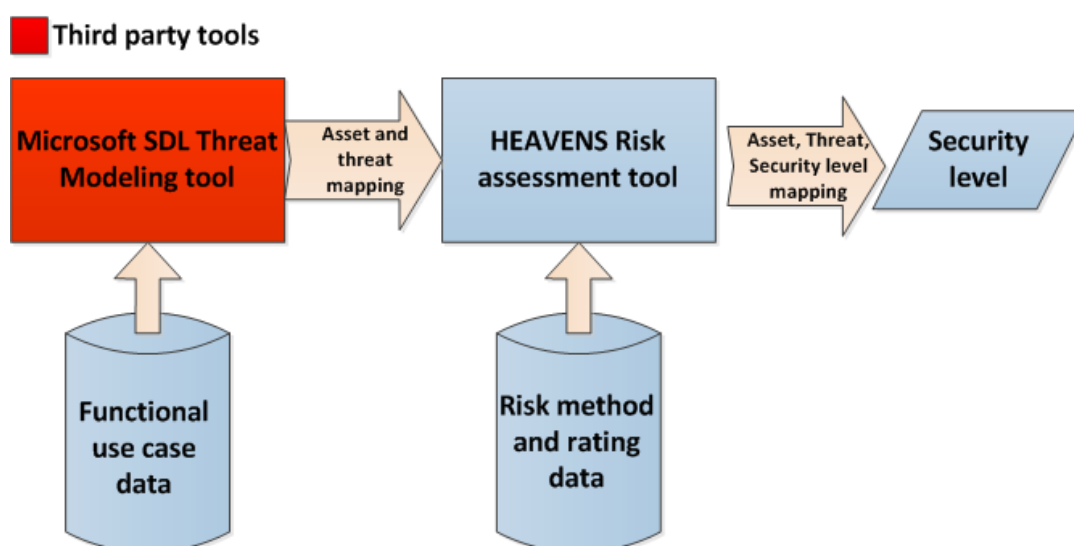 Third party tools
Microsoft SDL Threat
Modeling tool
Asset and
threat
mapping
HEAVENS Risk
assessment tool
Asset, Threat,
Security level
mapping
Security
level
Functional
use case
data
Risk method
and rating
data